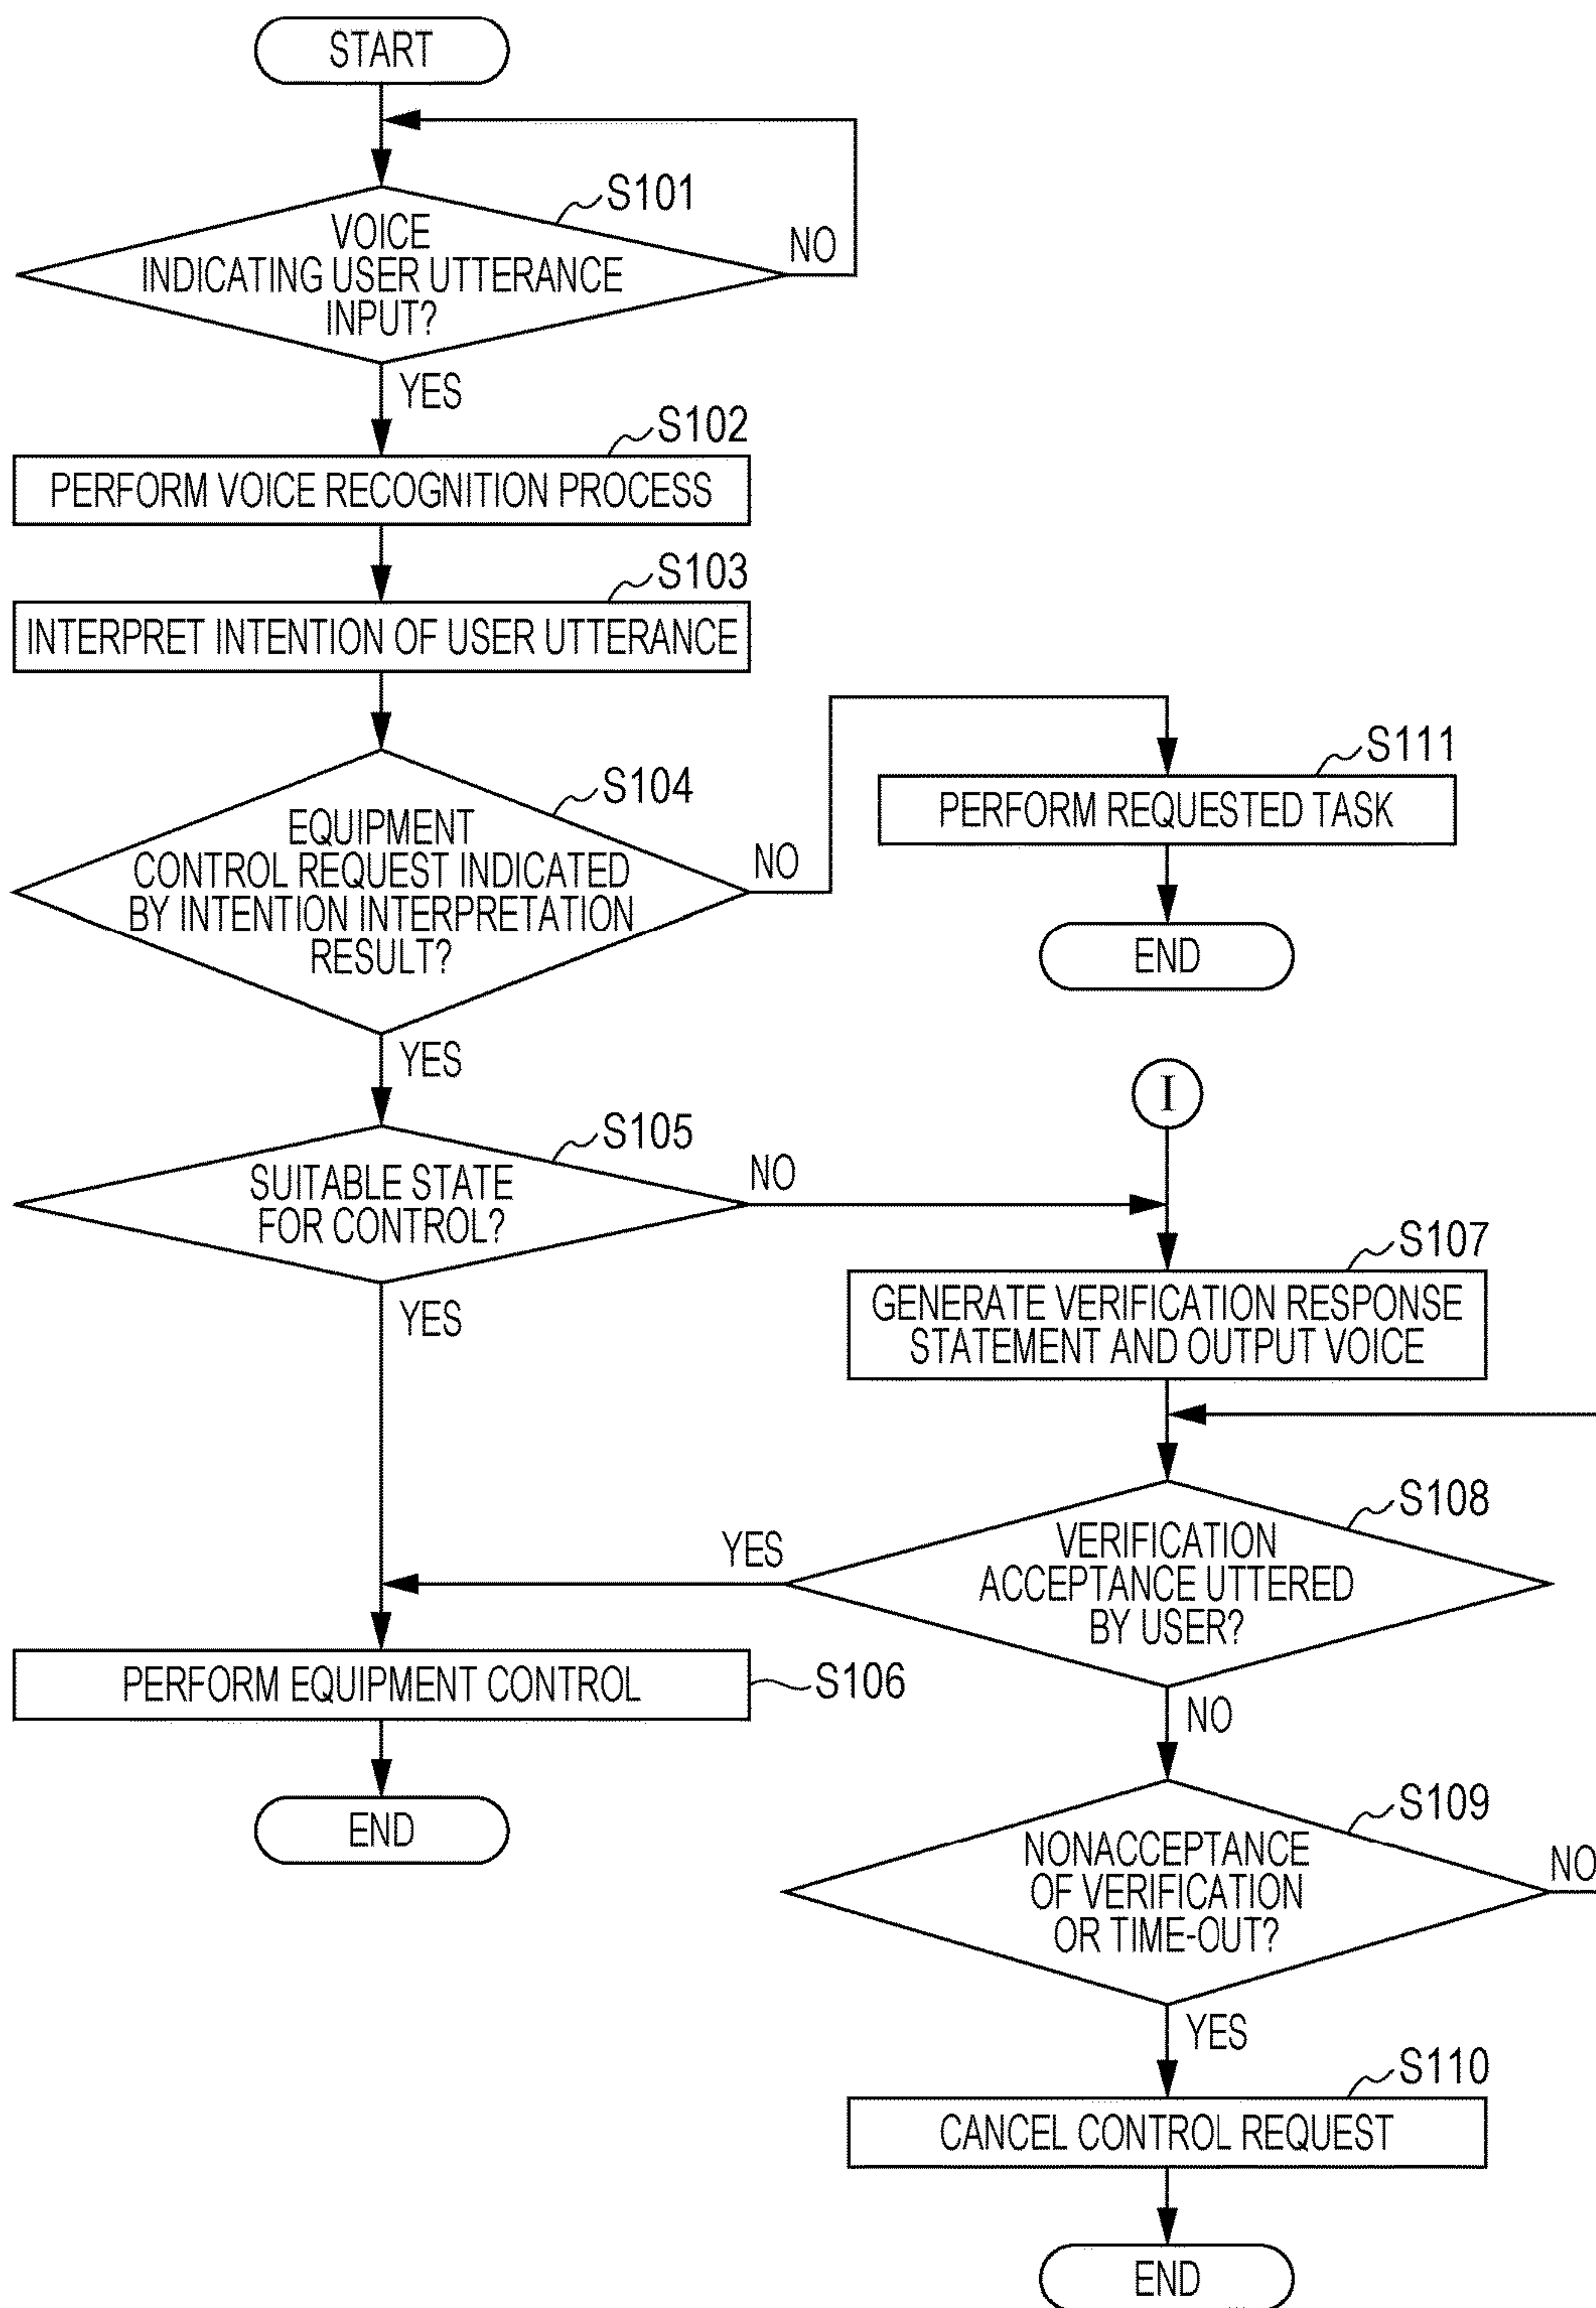 START
S101
VOICE
INDICATING USER UTTERANCE
INPUT?
NO
YES
S102
PERFORM VOICE RECOGNITION PROCESS
S103
INTERPRET INTENTION OF USER UTTERANCE
S104
EQUIPMENT
CONTROL REQUEST INDICATED
BY INTENTION INTERPRETATION
RESULT?
NO
S111
PERFORM REQUESTED TASK
END
YES
I
S105
SUITABLE STATE
FOR CONTROL?
NO
YES
S107
GENERATE VERIFICATION RESPONSE
STATEMENT AND OUTPUT VOICE
S108
VERIFICATION
ACCEPTANCE UTTERED
BY USER?
YES
PERFORM EQUIPMENT CONTROL
S106
END
NO
S109
NONACCEPTANCE
OF VERIFICATION
OR TIME-OUT?
NO
YES
S110
CANCEL CONTROL REQUEST
END